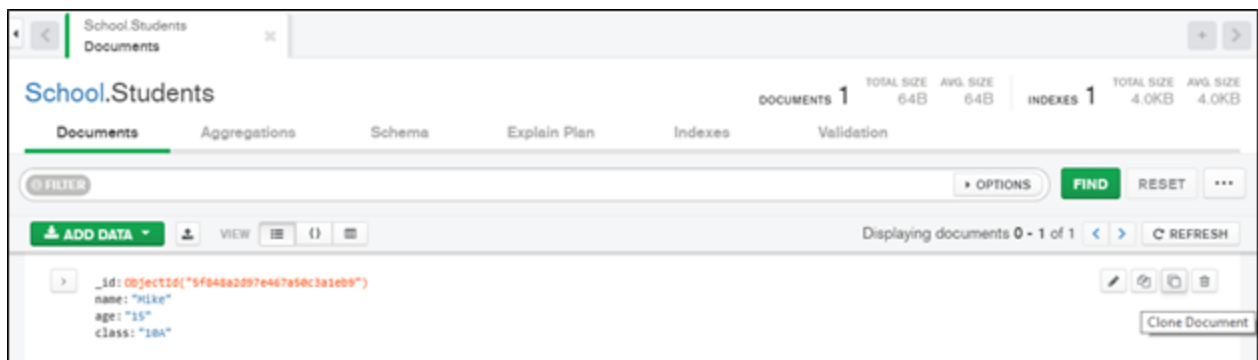 School.Students
Documents
School.Students
DOCUMENTS 1 TOTAL SIZE 64B AVG. SIZE 64B INDEXES 1 TOTAL SIZE 4.0KB AVG. SIZE 4.0KB
Documents Aggregations Schema Explain Plan Indexes Validation
FILTER OPTIONS FIND RESET ...
ADD DATA VIEW {} Displaying documents 0 - 1 of 1 < > REFRESH
_id: ObjectId("5f848a2d97e467a50c3a1eb9")
name: "Mike"
age: "15"
class: "10A"
Clone Document